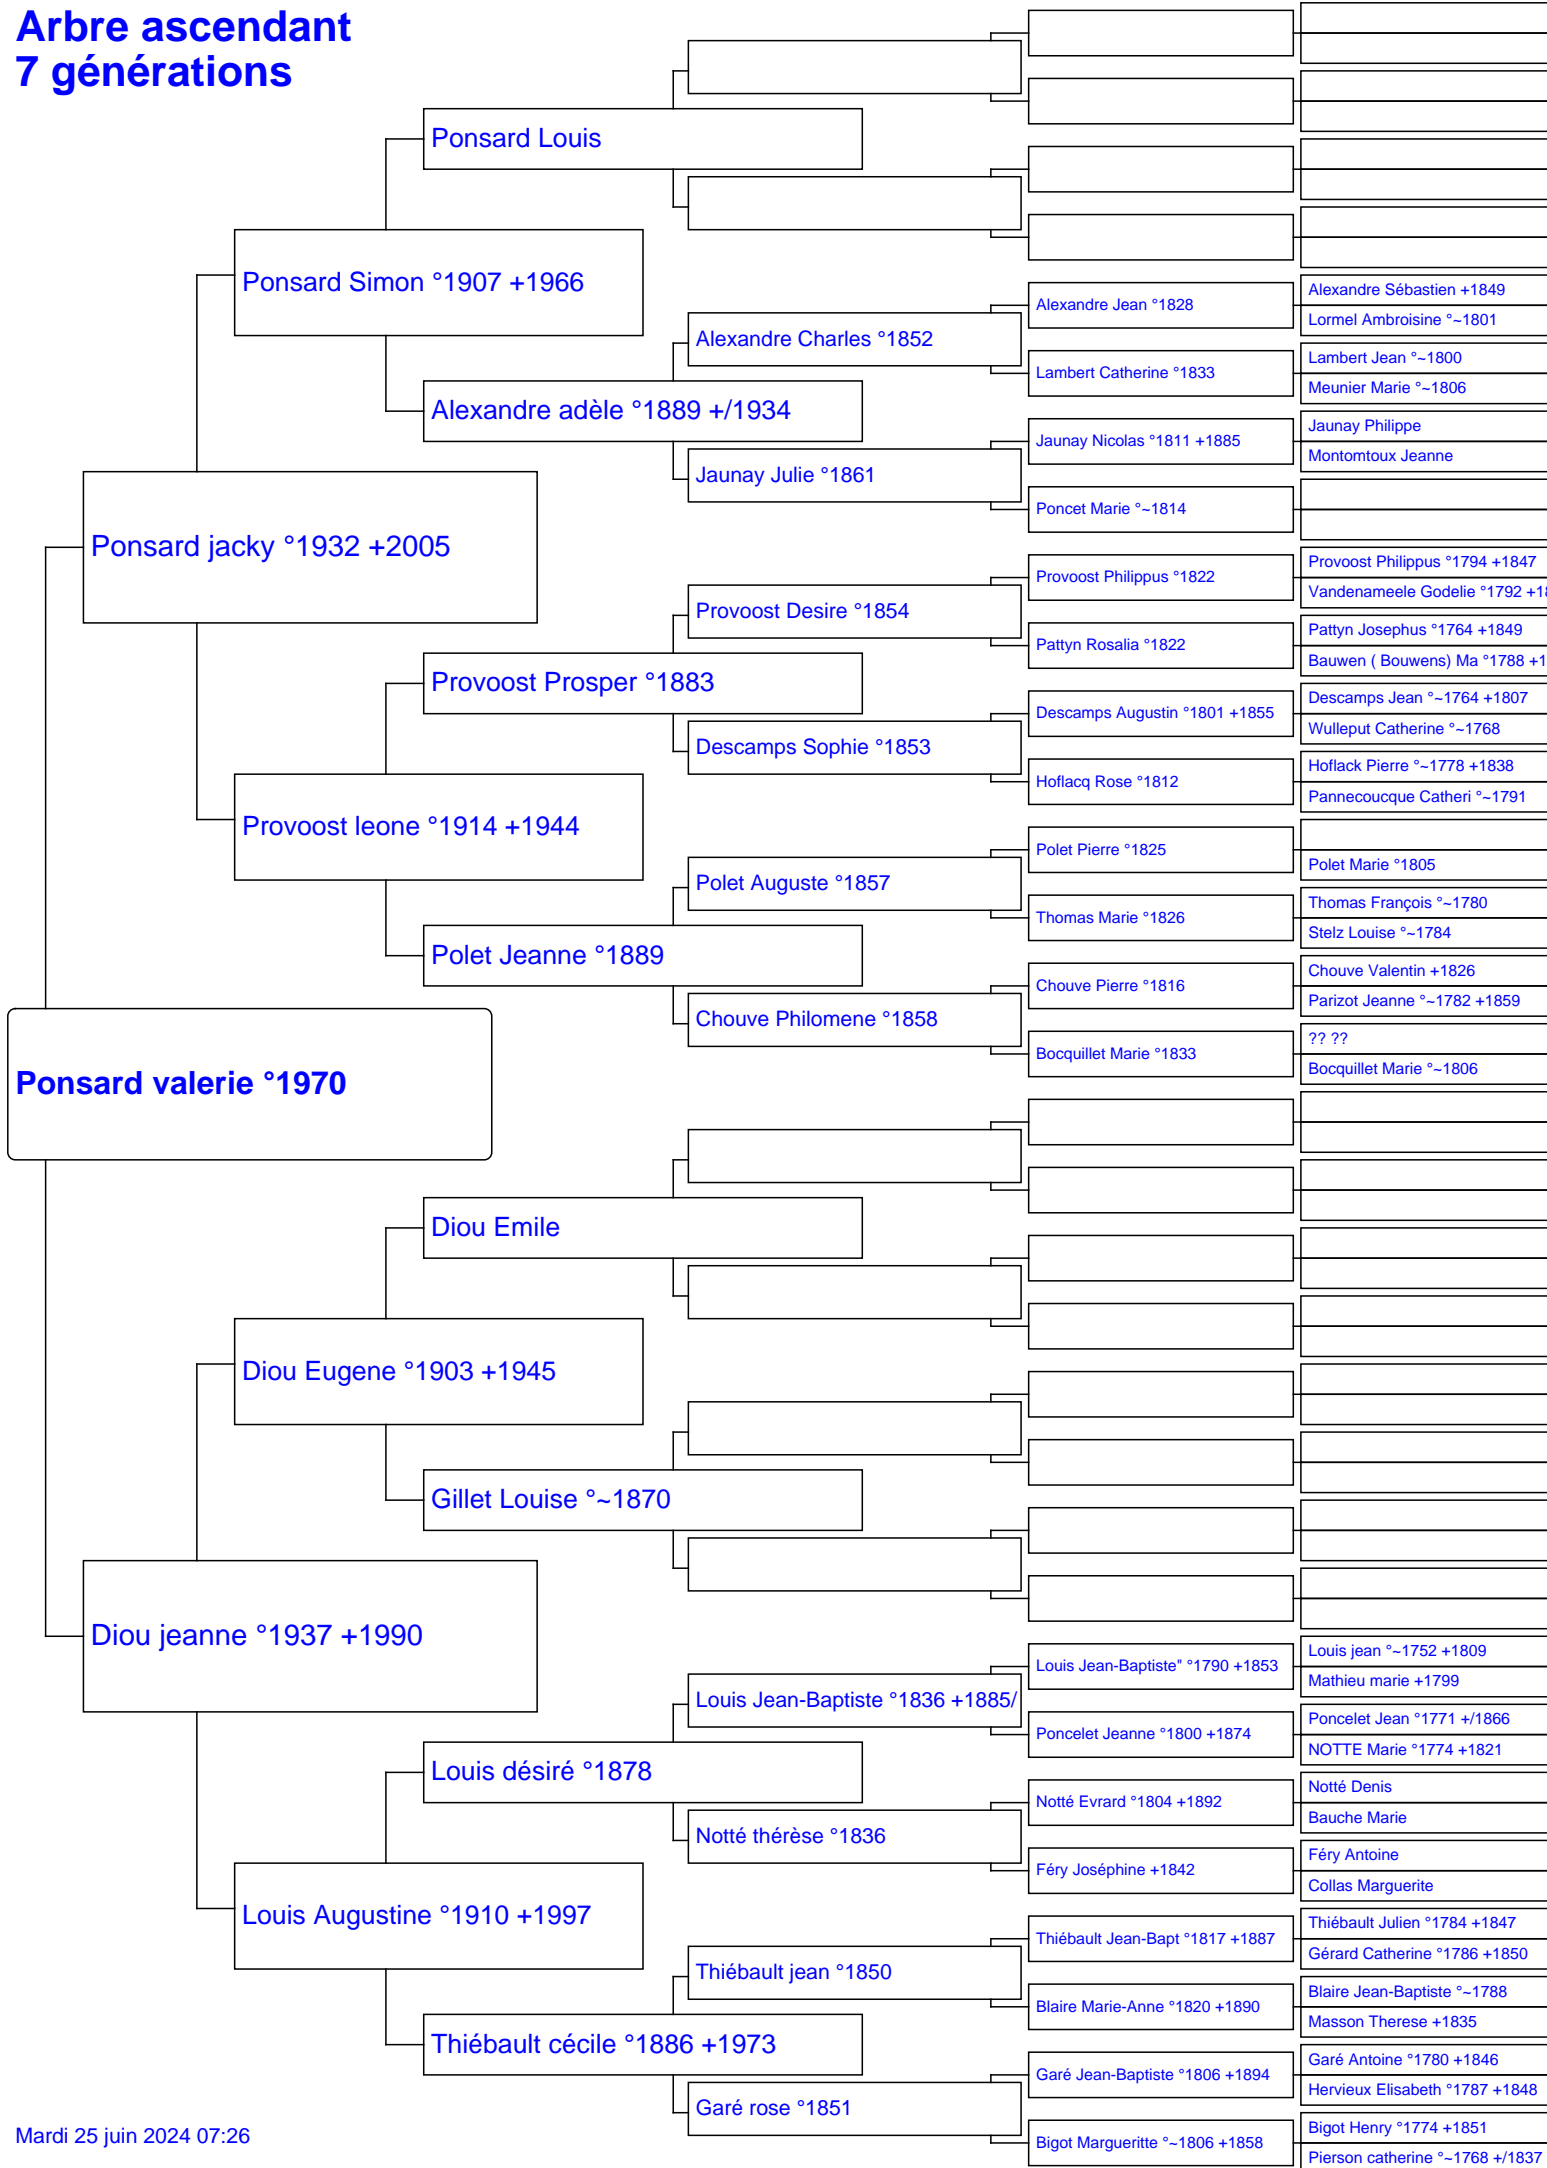 Arbre ascendant
7 générations
Ponsard Louis
Ponsard Simon °1907 +1966
Alexandre Sébastien +1849
Alexandre Jean °1828
Lormel Ambroisine °~1801
Alexandre Charles °1852
Lambert Jean °~1800
Lambert Catherine °1833
Meunier Marie °~1806
Alexandre adèle °1889 +/1934
Jaunay Philippe
Jaunay Nicolas °1811 +1885
Montomtoux Jeanne
Jaunay Julie °1861
Poncet Marie °~1814
Ponsard jacky °1932 +2005
Provoost Philippus °1794 +1847
Provoost Philippus °1822
Vandenameele Godelie °1792 +18
Provoost Desire °1854
Pattyn Josephus °1764 +1849
Pattyn Rosalia °1822
Bauwen ( Bouwens) Ma °1788 +1
Provoost Prosper °1883
Descamps Jean °~1764 +1807
Descamps Augustin °1801 +1855
Wulleput Catherine °~1768
Descamps Sophie °1853
Hoflack Pierre °~1778 +1838
Hoflacq Rose °1812
Pannecoucque Catheri °~1791
Provoost leone °1914 +1944
Polet Pierre °1825
Polet Marie °1805
Polet Auguste °1857
Thomas François °~1780
Thomas Marie °1826
Stelz Louise °~1784
Polet Jeanne °1889
Chouve Valentin +1826
Chouve Pierre °1816
Parizot Jeanne °~1782 +1859
Chouve Philomene °1858
?? ??
Bocquillet Marie °1833
Bocquillet Marie °~1806
Ponsard valerie °1970
Diou Emile
Diou Eugene °1903 +1945
Gillet Louise °~1870
Diou jeanne °1937 +1990
Louis jean °~1752 +1809
Louis Jean-Baptiste" °1790 +1853
Mathieu marie +1799
Louis Jean-Baptiste °1836 +1885/
Poncelet Jean °1771 +/1866
Poncelet Jeanne °1800 +1874
NOTTE Marie °1774 +1821
Louis désiré °1878
Notté Denis
Notté Evrard °1804 +1892
Bauche Marie
Notté thérèse °1836
Féry Antoine
Féry Joséphine +1842
Collas Marguerite
Louis Augustine °1910 +1997
Thiébault Julien °1784 +1847
Thiébault Jean-Bapt °1817 +1887
Gérard Catherine °1786 +1850
Thiébault jean °1850
Blaire Jean-Baptiste °~1788
Blaire Marie-Anne °1820 +1890
Masson Therese +1835
Thiébault cécile °1886 +1973
Garé Antoine °1780 +1846
Garé Jean-Baptiste °1806 +1894
Hervieux Elisabeth °1787 +1848
Garé rose °1851
Bigot Henry °1774 +1851
Bigot Margueritte °~1806 +1858
Pierson catherine °~1768 +/1837
Mardi 25 juin 2024 07:26